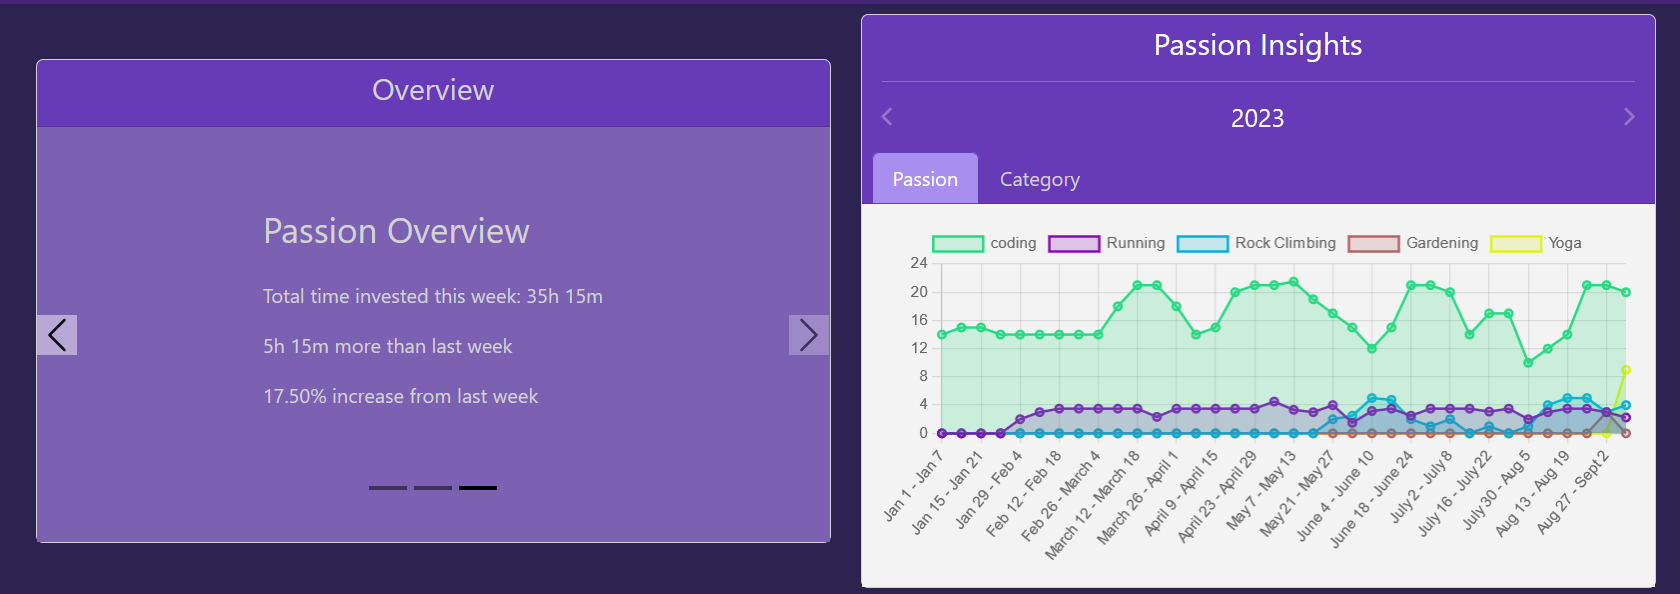 Overview
Passion Overview
Total time invested this week: 35h 15m
5h 15m more than last week
17.50% increase from last week
Passion Insights
2023
Passion Category
coding Running Rock Climbing Gardening Yoga
24
20
16
12
8
4
0
Jan 1 - Jan 7
Jan 15 - Jan 21
Jan 29 - Feb 4
Feb 12 - Feb 18
Feb 26 - March 4
March 12 - March 18
March 26 - April 1
April 9 - April 15
April 23 - April 29
May 7 - May 13
May 21 - May 27
June 4 - June 10
June 18 - June 24
July 2 - July 8
July 16 - July 22
July 30 - Aug 5
Aug 13 - Aug 19
Aug 27 - Sept 2